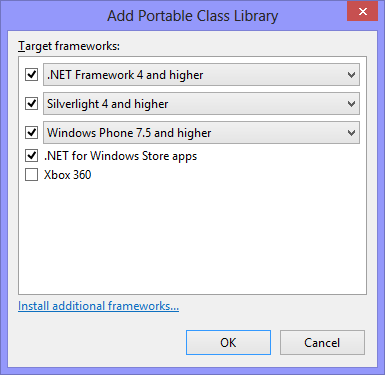 Add Portable Class Library
Target frameworks:
.NET Framework 4 and higher
Silverlight 4 and higher
Windows Phone 7.5 and higher
.NET for Windows Store apps
Xbox 360
Install additional frameworks...
OK
Cancel